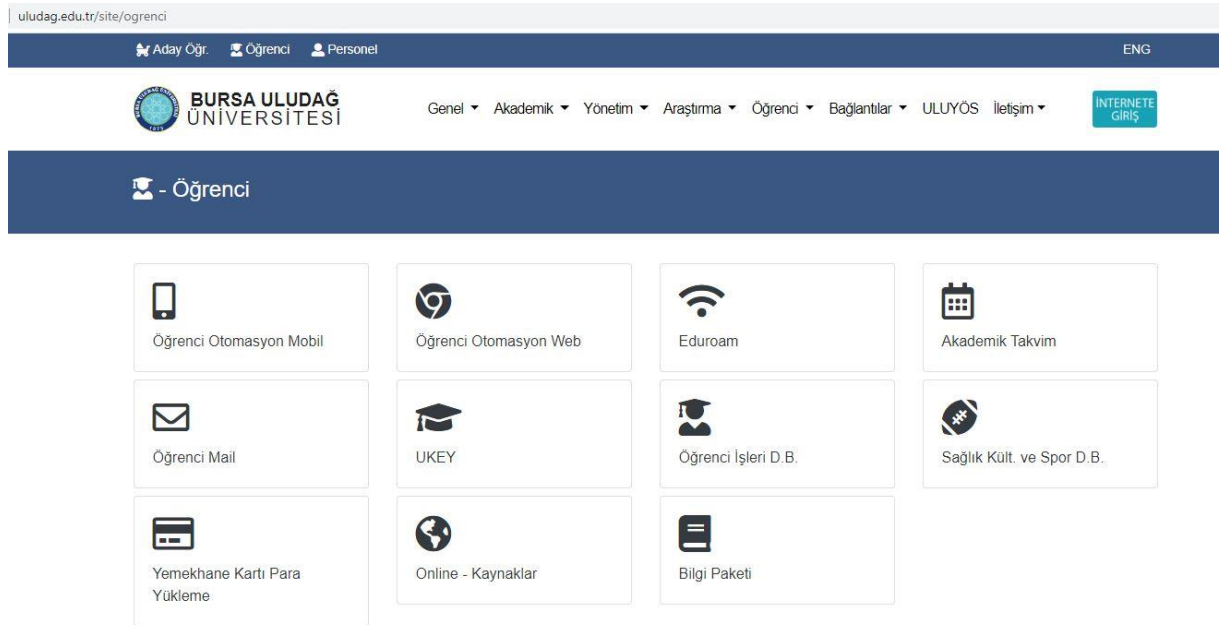 uludag.edu.tr/site/ogrenci
Aday Öğr. Öğrenci Personel ENG
BURSA ULUDAĞ
ÜNİVERSİTESİ
Genel Akademik Yönetim Araştırma Öğrenci Bağlantılar ULUYÖS İletişim
İNTERNETE
GİRİŞ
- Öğrenci
Öğrenci Otomasyon Mobil
Öğrenci Otomasyon Web
Eduroam
Akademik Takvim
Öğrenci Mail
UKEY
Öğrenci İşleri D.B.
Sağlık Kült. ve Spor D.B.
Yemekhane Kartı Para
Yükleme
Online - Kaynaklar
Bilgi Paketi